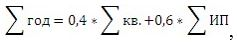 ∑ год = 0,4 * ∑ кв. + 0,6 * ∑ ИП ,